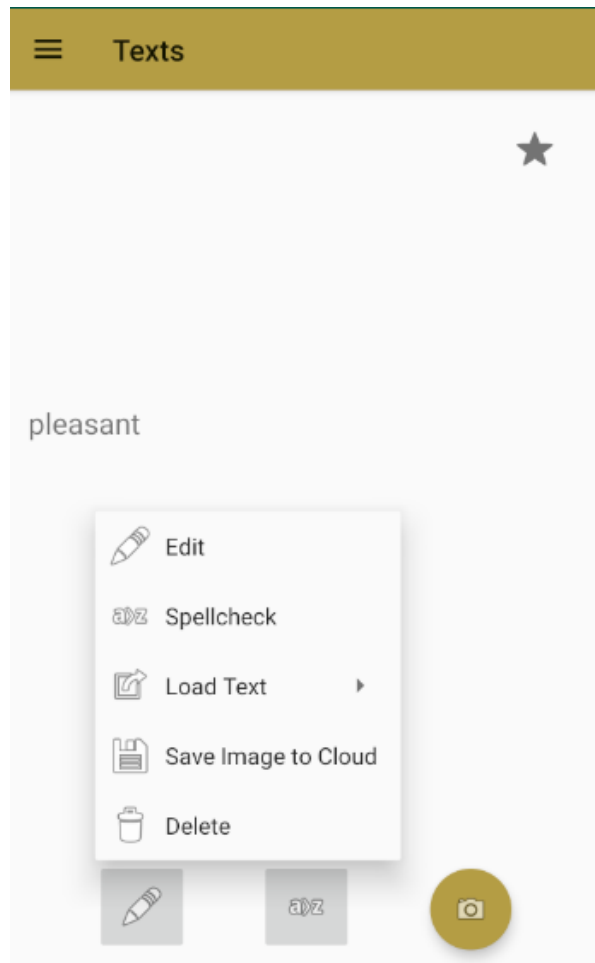 Texts
pleasant
Edit
a)z Spellcheck
Load Text
Save Image to Cloud
Delete
a)z